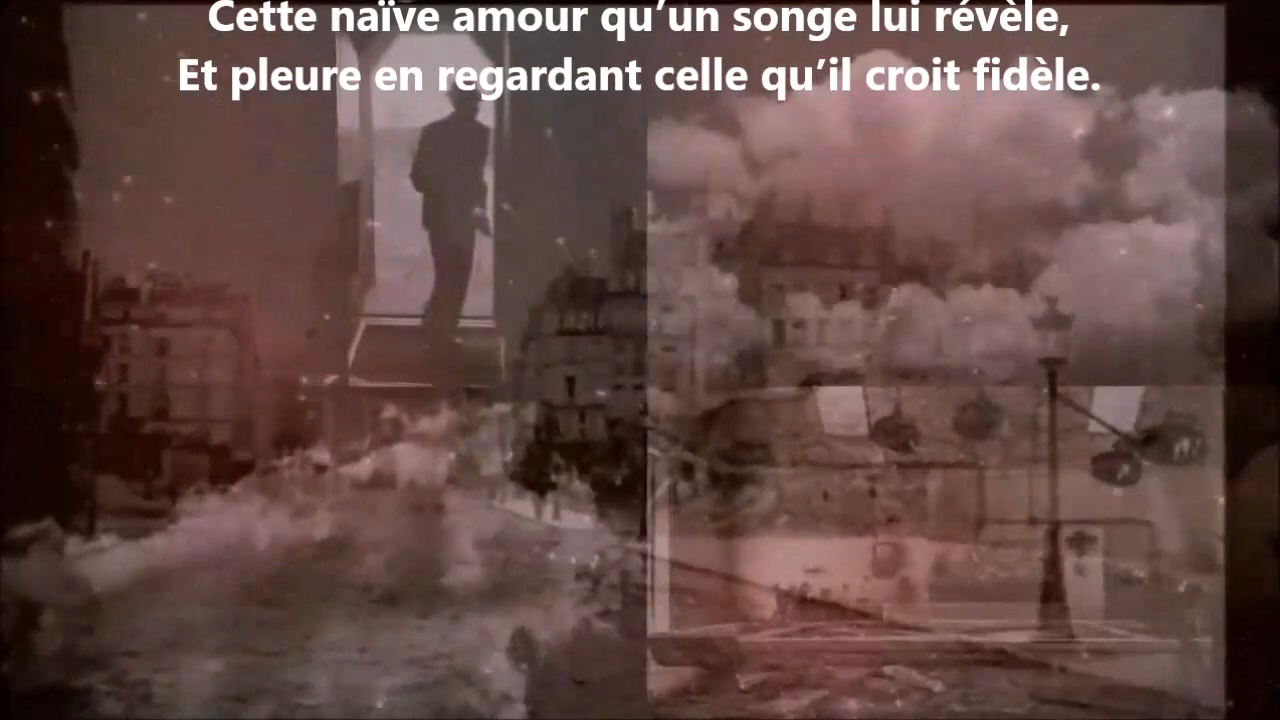 Cette naïve amour qu’un songe lui révèle,
Et pleure en regardant celle qu’il croit fidèle.